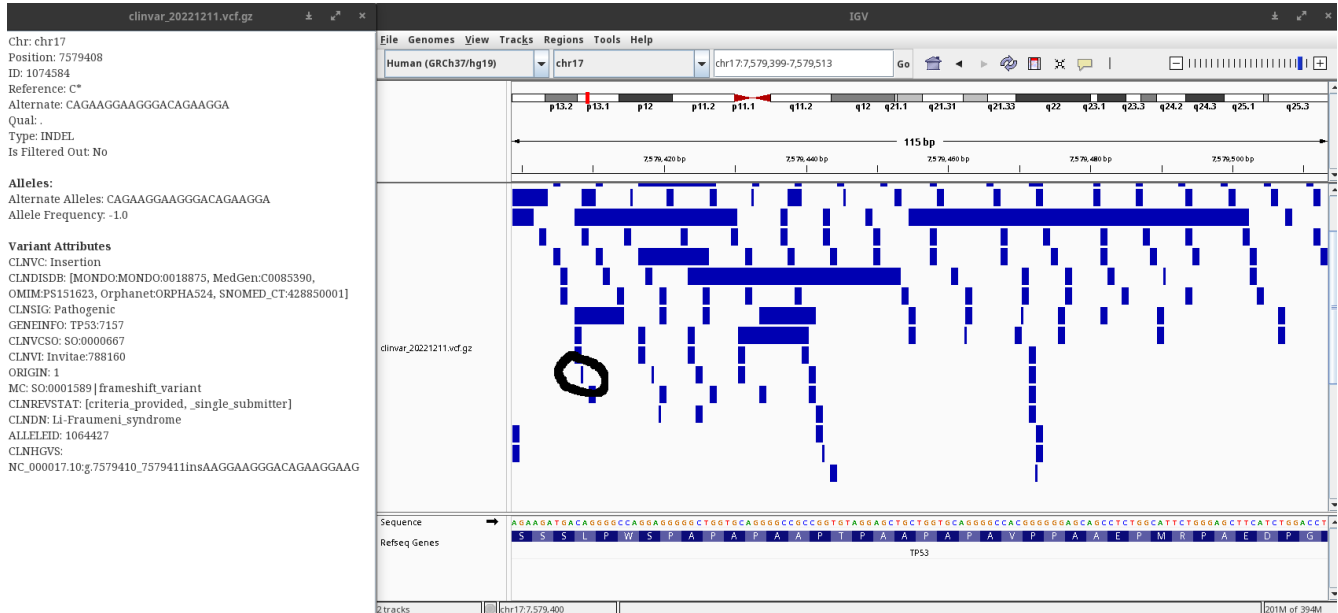 clinvar_20221211.vcf.gz
Chr: chr17
Position: 7579408
ID: 1074584
Reference: C*
Alternate: CAGAAGGAAGGGACAGAAGGA
Qual: .
Type: INDEL
Is Filtered Out: No
Alleles:
Alternate Alleles: CAGAAGGAAGGGACAGAAGGA
Allele Frequency: -1.0
Variant Attributes
CLNVC: Insertion
CLNDISDB: [MONDO:MONDO:0018875, MedGen:C0085390,
OMIM:PS151623, Orphanet:ORPHA524, SNOMED_CT:428850001]
CLNSIG: Pathogenic
GENEINFO: TP53:7157
CLNVCSO: SO:0000667
CLNVI: Invitae:788160
ORIGIN: 1
MC: SO:0001589|frameshift_variant
CLNREVSTAT: [criteria_provided, _single_submitter]
CLNDN: Li-Fraumeni_syndrome
ALLELEID: 1064427
CLNHGVS:
NC_000017.10:g.7579410_7579411insAAGGAAGGGACAGAAGGAAG
IGV
File Genomes View Tracks Regions Tools Help
Human (GRCh37/hg19) chr17 chr17:7,579,399-7,579,513 Go
p13.2 p13.1 p12 p11.2 p11.1 q11.2 q12 q21.1 q21.31 q21.33 q22 q23.1 q23.3 q24.2 q24.3 q25.1 q25.3
115 bp
7,579,420 bp 7,579,440 bp 7,579,460 bp 7,579,480 bp 7,579,500 bp
clinvar_20221211.vcf.gz
Sequence AGAAGATGACAGGGGCCAGGAGGGGGCTGGTGCAGGGGCCGCCGGTGTAGGAGCTGCTGGTGCAGGGGCCACGGGGGGAGCAGCCTCTGGCATTCTGGGAGCTTCATCTGGACCT
Refseq Genes S S S L P W S P A P A P A A P T P A A P A P A V P P A A E P M R P A E D P G
TP53
2 tracks chr17:7,579,400 201M of 394M